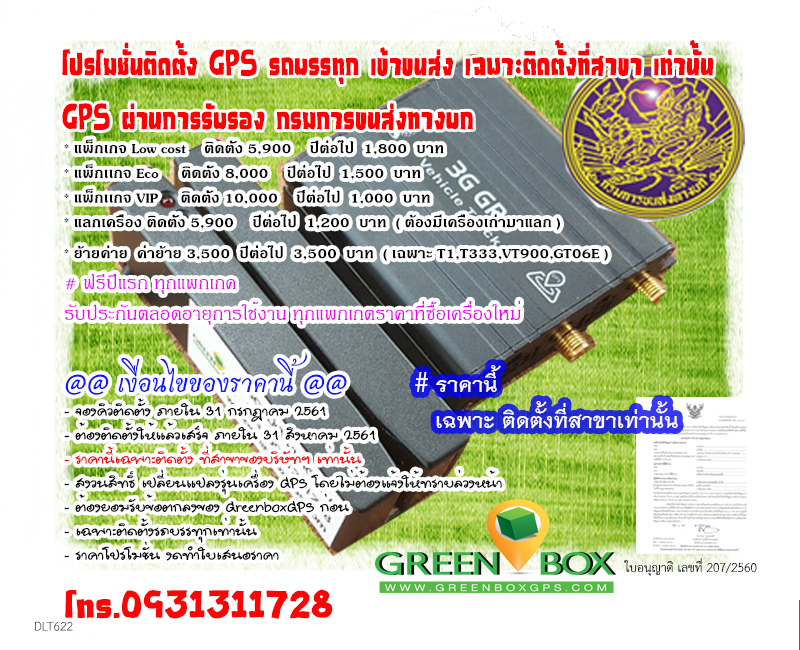 โปรโมชั่นติดตั้ง GPS รถบรรทุก เข้าขนส่ง เฉพาะติดตั้งที่สาขา เท่านั้น
GPS ผ่านการรับรอง กรมการขนส่งทางบก
* แพ็กเกจ Low cost ติดตั้ง 5,900 ปีต่อไป 1,800 บาท
* แพ็กเเกจ Eco ติดตั้ง 8,000 ปีต่อไป 1,500 บาท
* แพ็กเเกจ VIP ติดตั้ง 10,000 ปีต่อไป 1,000 บาท
* แลกเครื่อง ติดตั้ง 5,900 ปีต่อไป 1,200 บาท ( ต้องมีเครื่องเก่ามาแลก )
* ย้ายค่าย ค่าย้าย 3,500 ปีต่อไป 3,500 บาท ( เฉพาะ T1,T333,VT900,GT06E )
# ฟรีปีแรก ทุกแพกเกค
รับประกันตลอดอายุการใช้งาน ทุกแพกเกตราคาที่ซื้อเครื่องใหม่
3G GP
Vehicle Track
@@ เงื่อนไขของราคานี้ @@
- จองคิวติดตั้ง ภายใน 31 กรกฎาคม 2561
- ต้องติดตั้งให้แล้วเสร็จ ภายใน 31 สิงหาคม 2561
- ราคานี้เฉพาะติดตั้ง ที่สาขาของบริษัทฯ เท่านั้น
- สงวนสิทธิ์ เปลี่ยนแปลงรุ่นเครื่อง GPS โดยไม่ต้องแจ้งให้ทราบล่วงหน้า
- ต้องยอมรับข้อตกลงของ GreenboxGPS ก่อน
- เฉพาะติดตั้งรถบรรทุกเท่านั้น
- ราคาโปรโมชั่น งดทำใบเสนอราคา
# ราคานี้
เฉพาะ ติดตั้งที่สาขาเท่านั้น
GREEN BOX
WWW.GREENBOXGPS.COM
ใบอนุญาติ เลขที่ 207/2560
โทร.0931311728
DLT622